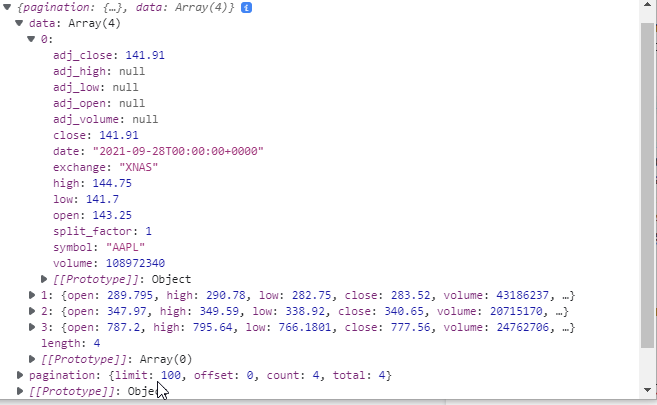 {pagination: {…}, data: Array(4)} i
data: Array(4)
0:
adj_close: 141.91
adj_high: null
adj_low: null
adj_open: null
adj_volume: null
close: 141.91
date: "2021-09-28T00:00:00+0000"
exchange: "XNAS"
high: 144.75
low: 141.7
open: 143.25
split_factor: 1
symbol: "AAPL"
volume: 108972340
[[Prototype]]: Object
1: {open: 289.795, high: 290.78, low: 282.75, close: 283.52, volume: 43186237, …}
2: {open: 347.97, high: 349.59, low: 338.92, close: 340.65, volume: 20715170, …}
3: {open: 787.2, high: 795.64, low: 766.1801, close: 777.56, volume: 24762706, …}
length: 4
[[Prototype]]: Array(0)
pagination: {limit: 100, offset: 0, count: 4, total: 4}
[[Prototype]]: Object